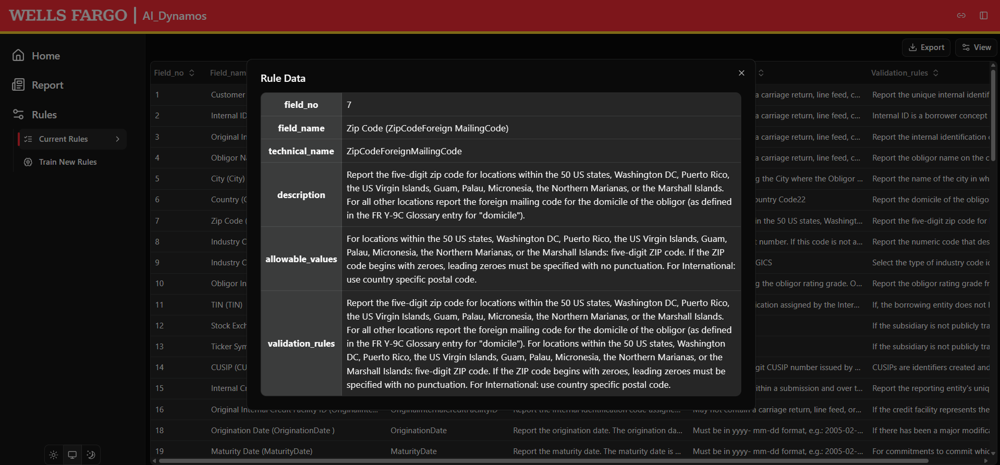 WELLS FARGO | AI_Dynamos
Home
Report
Rules
Current Rules
Train New Rules
Export
View
Field_no
Field_nam
Validation_rules
1
Customer
a carriage return, line feed, c...
Report the unique internal identif
2
Internal ID
a carriage return, line feed, c...
Internal ID is a borrower concept
3
Original In
a carriage return, line feed, c...
Report the internal identification
4
Obligor N
a carriage return, line feed, c...
Report the obligor name on the c
5
City (City)
g the City where the Obligor ...
Report the name of the city in wh
6
Country (C
ountry Code22
Report the domicile of the obligo
7
Zip Code (
in the 50 US states, Washingt...
Report the five-digit zip code for
8
Industry C
t number. If this code is not a...
Report the numeric code that des
9
Industry C
GICS
Select the type of industry code ic
10
Obligor In
g the obligor rating grade. O...
Report the obligor rating grade fr
11
TIN (TIN)
ication assigned by the Inter...
If, the borrowing entity does not
12
Stock Exch
If the subsidiary is not publicly tra
13
Ticker Sym
If the subsidiary is not publicly tra
14
CUSIP (CU
git CUSIP number issued by ...
CUSIPs are identifiers created and
15
Internal Cr
ithin a submission and over t...
Report the reporting entity's uniq
16
Original Internal Credit Facility ID (OriginalInte...
OriginalInternalCreditFacilityID
Report the internal identification code assigne...
May not contain a carriage return, line feed, or...
If the credit facility represents the
18
Origination Date (OriginationDate )
OriginationDate
Report the origination date. The origination da...
Must be in yyyy- mm-dd format, e.g.: 2005-02-...
If there has been a major modifica
19
Maturity Date (MaturityDate)
MaturityDate
Report the maturity date. The maturity date is ...
Must be in yyyy- mm-dd format, e.g.: 2005-02-...
For commitments to commit whic
Rule Data
field_no
7
field_name
Zip Code (ZipCodeForeign MailingCode)
technical_name
ZipCodeForeignMailingCode
description
Report the five-digit zip code for locations within the 50 US states, Washington DC, Puerto Rico,
the US Virgin Islands, Guam, Palau, Micronesia, the Northern Marianas, or the Marshall Islands.
For all other locations report the foreign mailing code for the domicile of the obligor (as defined
in the FR Y-9C Glossary entry for "domicile").
allowable_values
For locations within the 50 US states, Washington DC, Puerto Rico, the US Virgin Islands, Guam,
Palau, Micronesia, the Northern Marianas, or the Marshall Islands: five-digit ZIP code. If the ZIP
code begins with zeroes, leading zeroes must be specified with no punctuation. For International:
use country specific postal code.
validation_rules
Report the five-digit zip code for locations within the 50 US states, Washington DC, Puerto Rico,
the US Virgin Islands, Guam, Palau, Micronesia, the Northern Marianas, or the Marshall Islands.
For all other locations report the foreign mailing code for the domicile of the obligor (as defined
in the FR Y-9C Glossary entry for "domicile"). For locations within the 50 US states, Washington
DC, Puerto Rico, the US Virgin Islands, Guam, Palau, Micronesia, the Northern Marianas, or the
Marshall Islands: five-digit ZIP code. If the ZIP code begins with zeroes, leading zeroes must be
specified with no punctuation. For International: use country specific postal code.